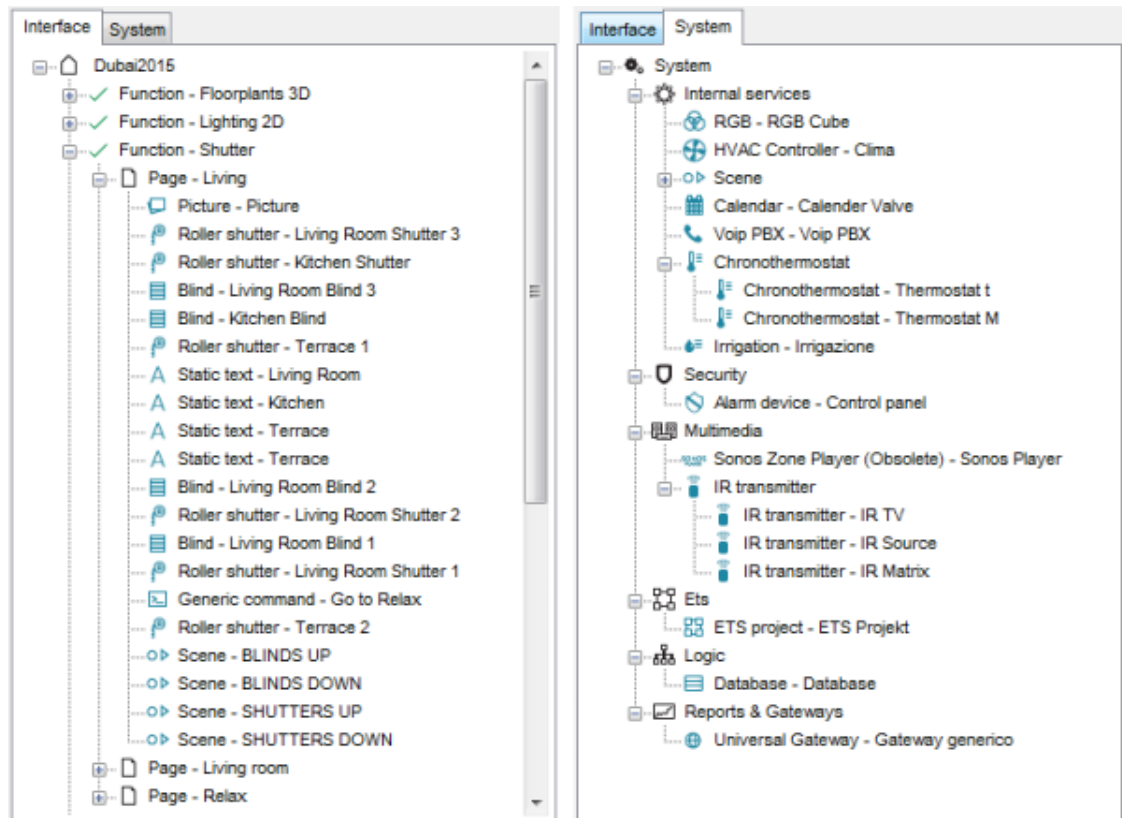 Interface System
Dubai2015
Function - Floorplants 3D
Function - Lighting 2D
Function - Shutter
Page - Living
Picture - Picture
Roller shutter - Living Room Shutter 3
Roller shutter - Kitchen Shutter
Blind - Living Room Blind 3
Blind - Kitchen Blind
Roller shutter - Terrace 1
Static text - Living Room
Static text - Kitchen
Static text - Terrace
Static text - Terrace
Blind - Living Room Blind 2
Roller shutter - Living Room Shutter 2
Blind - Living Room Blind 1
Roller shutter - Living Room Shutter 1
Generic command - Go to Relax
Roller shutter - Terrace 2
Scene - BLINDS UP
Scene - BLINDS DOWN
Scene - SHUTTERS UP
Scene - SHUTTERS DOWN
Page - Living room
Page - Relax
Interface System
System
Internal services
RGB - RGB Cube
HVAC Controller - Clima
Scene
Calendar - Calender Valve
Voip PBX - Voip PBX
Chronothermostat
Chronothermostat - Thermostat t
Chronothermostat - Thermostat M
Irrigation - Irrigazione
Security
Alarm device - Control panel
Multimedia
Sonos Zone Player (Obsolete) - Sonos Player
IR transmitter
IR transmitter - IR TV
IR transmitter - IR Source
IR transmitter - IR Matrix
Ets
ETS project - ETS Projekt
Logic
Database - Database
Reports & Gateways
Universal Gateway - Gateway generico